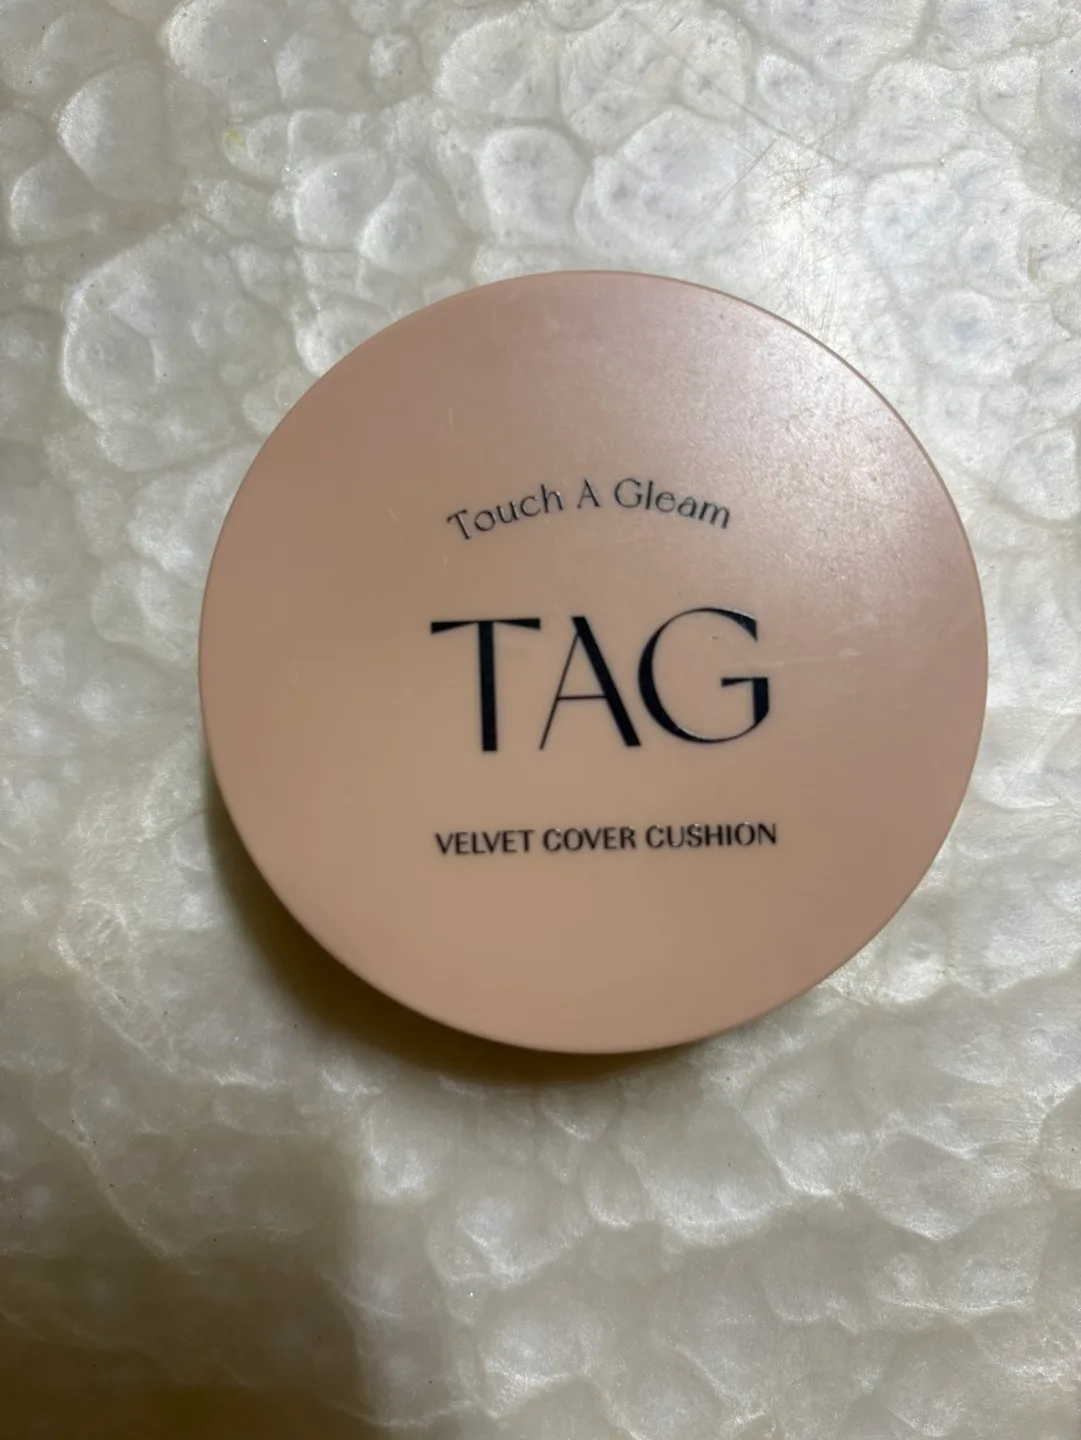 Touch A Gleam
TAG
VELVET COVER CUSHION